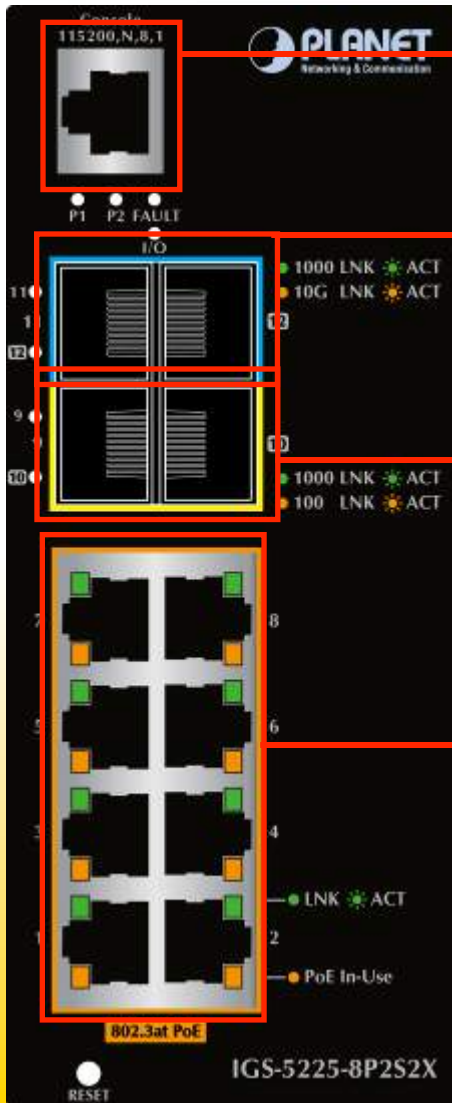 Console
115200,N,8,1
PLANET
Networking & Communication
P1 P2 FAULT
I/O
1000 LNK ACT
11
10G LNK ACT
12
12
9
10
10
1000 LNK ACT
100 LNK ACT
7
8
5
6
3
4
LNK ACT
1
2
PoE In-Use
802.3at PoE
IGS-5225-8P2S2X
RESET